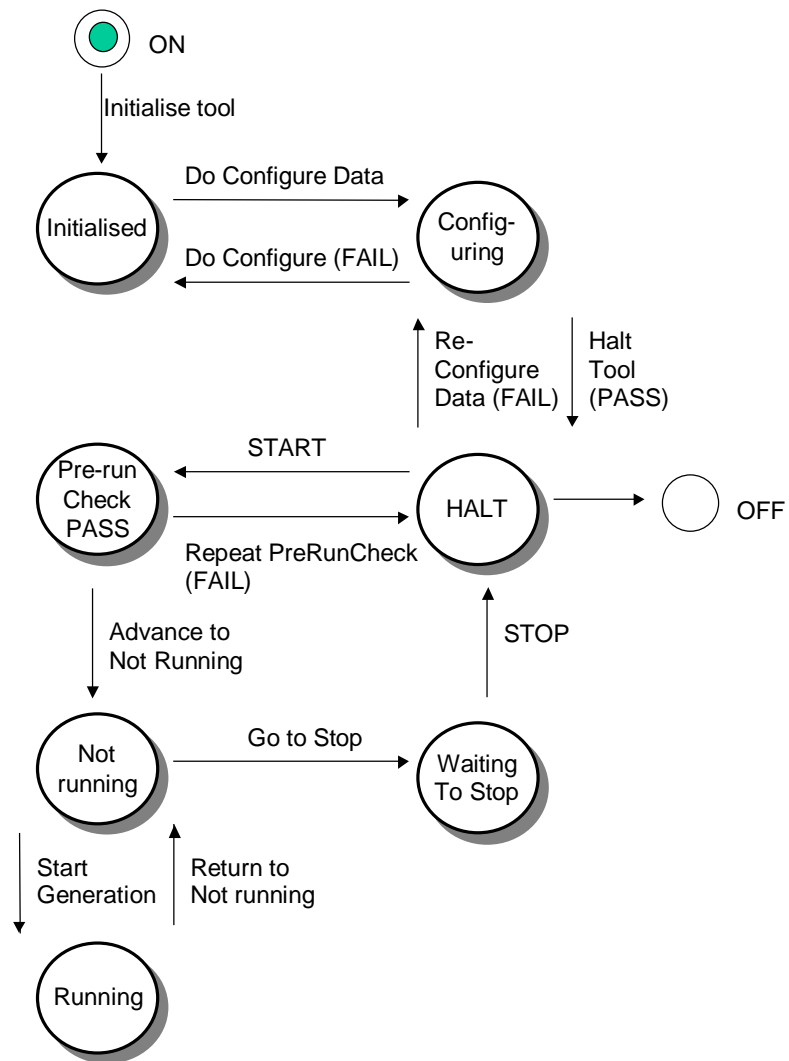 ON
Initialise tool
Do Configure Data
Initialised
Config-
uring
Do Configure (FAIL)
Re-
Configure
Data (FAIL)
Halt
Tool
(PASS)
START
Pre-run
Check
PASS
HALT
OFF
Repeat PreRunCheck
(FAIL)
Advance to
Not Running
STOP
Not
running
Go to Stop
Waiting
To Stop
Start
Generation
Return to
Not running
Running